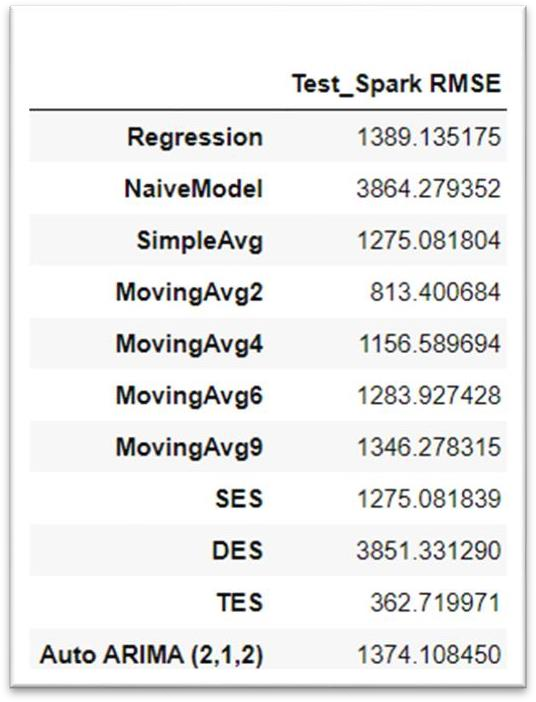 Test_Spark RMSE
Regression 1389.135175
NaiveModel 3864.279352
SimpleAvg 1275.081804
MovingAvg2 813.400684
MovingAvg4 1156.589694
MovingAvg6 1283.927428
MovingAvg9 1346.278315
SES 1275.081839
DES 3851.331290
TES 362.719971
Auto ARIMA (2,1,2) 1374.108450